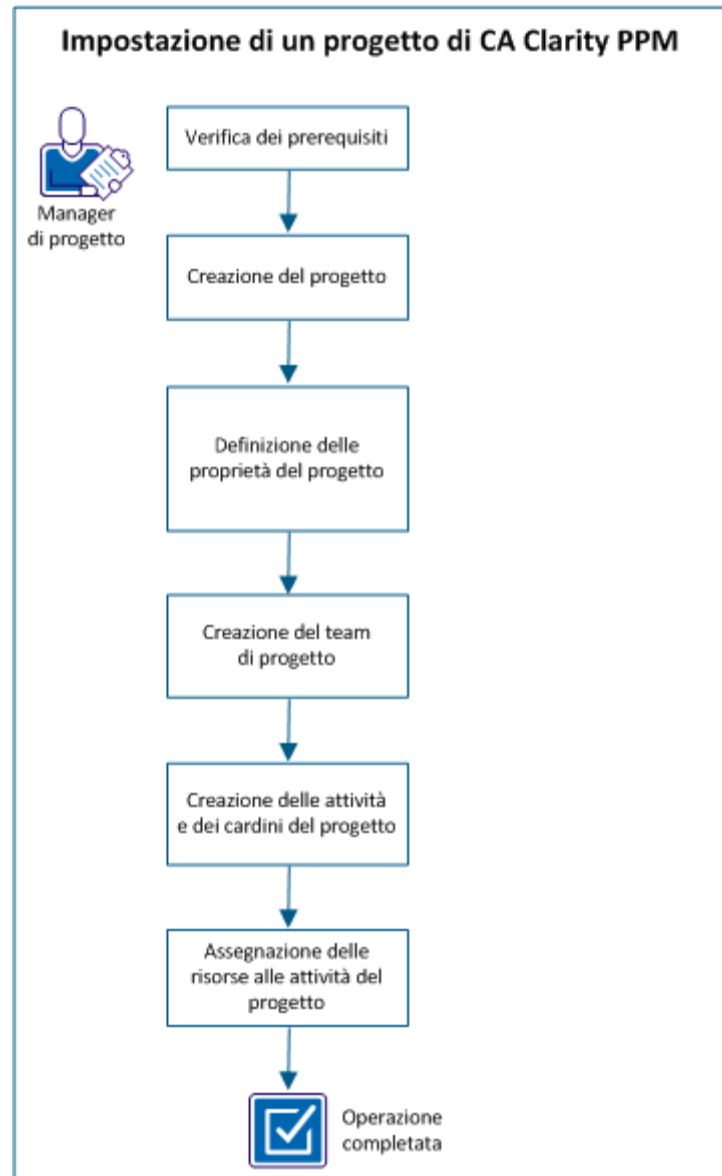 Impostazione di un progetto di CA Clarity PPM
Manager
di progetto
Verifica dei prerequisiti
Creazione del progetto
Definizione delle
proprietà del progetto
Creazione del team
di progetto
Creazione delle attività
e dei cardini del progetto
Assegnazione delle
risorse alle attività del
progetto
Operazione
completata